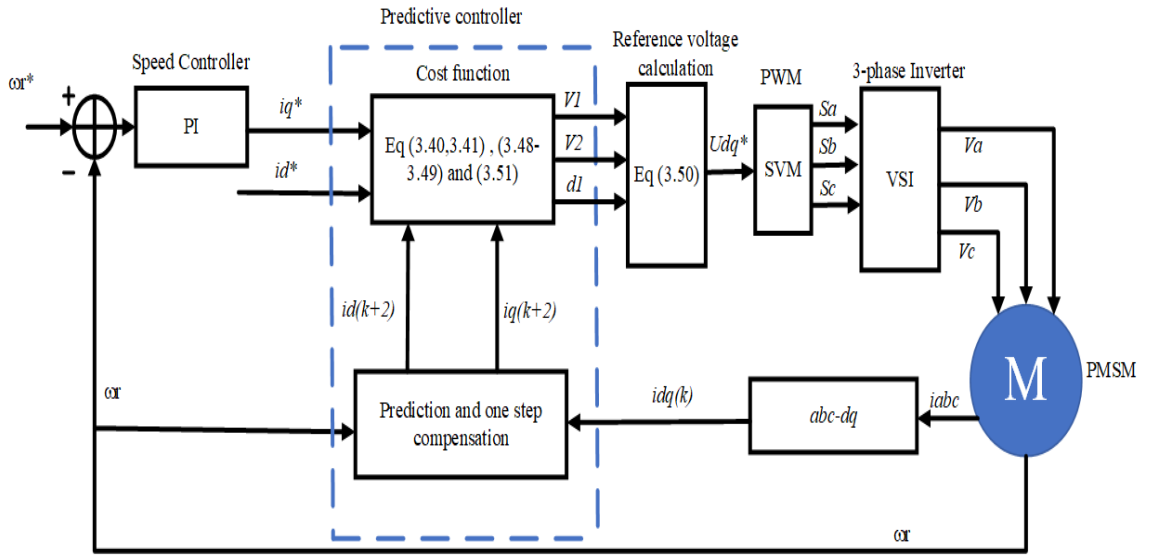 Predictive controller
Speed Controller
Cost function
Reference voltage
calculation
PWM
3-phase Inverter
ωr*
+
-
PI
iq*
id*
Eq (3.40,3.41) , (3.48-
3.49) and (3.51)
V1
V2
d1
Eq (3.50)
Udq*
SVM
Sa
Sb
Sc
VSI
Va
Vb
Vc
id(k+2)
iq(k+2)
ωr
Prediction and one step
compensation
idq(k)
abc-dq
iabc
M
PMSM
ωr